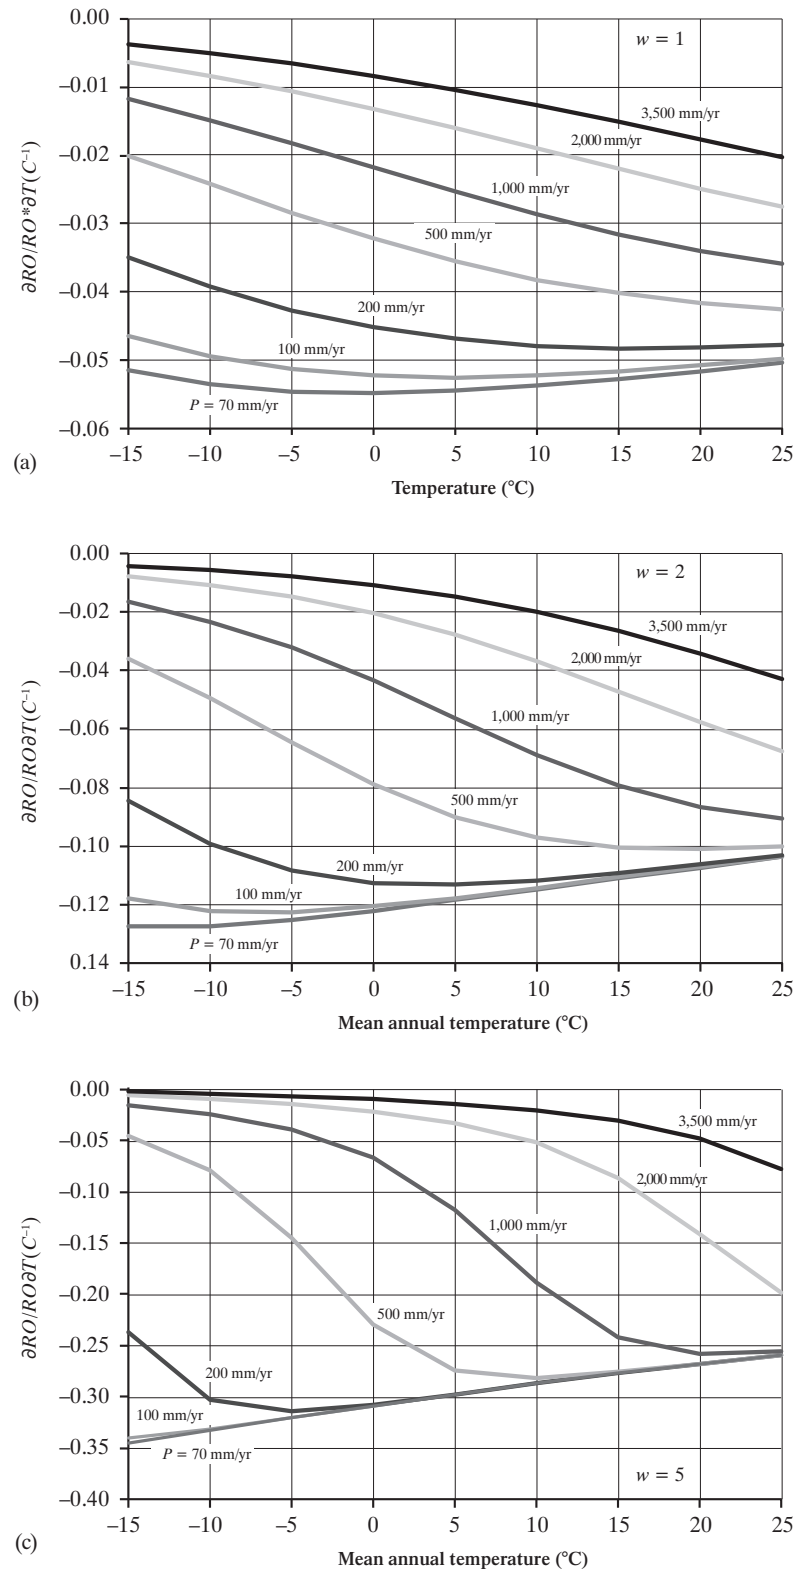 0.00
w = 1
–0.01
3,500 mm/yr
2,000 mm/yr
–0.02
1,000 mm/yr
–0.03
500 mm/yr
–0.04
200 mm/yr
100 mm/yr
–0.05
P = 70 mm/yr
–0.06
∂RO/RO*∂T(C⁻¹)
–15 –10 –5 0 5 10 15 20 25
(a)
Temperature (°C)
0.00
w = 2
–0.02
3,500 mm/yr
2,000 mm/yr
–0.04
1,000 mm/yr
–0.06
–0.08
500 mm/yr
–0.10
200 mm/yr
100 mm/yr
–0.12
P = 70 mm/yr
0.14
∂RO/RO∂T(C⁻¹)
–15 –10 –5 0 5 10 15 20 25
(b)
Mean annual temperature (°C)
0.00
3,500 mm/yr
–0.05
2,000 mm/yr
–0.10
1,000 mm/yr
–0.15
–0.20
500 mm/yr
–0.25
200 mm/yr
–0.30
100 mm/yr
–0.35
P = 70 mm/yr
w = 5
–0.40
∂RO/RO∂T(C⁻¹)
–15 –10 –5 0 5 10 15 20 25
(c)
Mean annual temperature (°C)